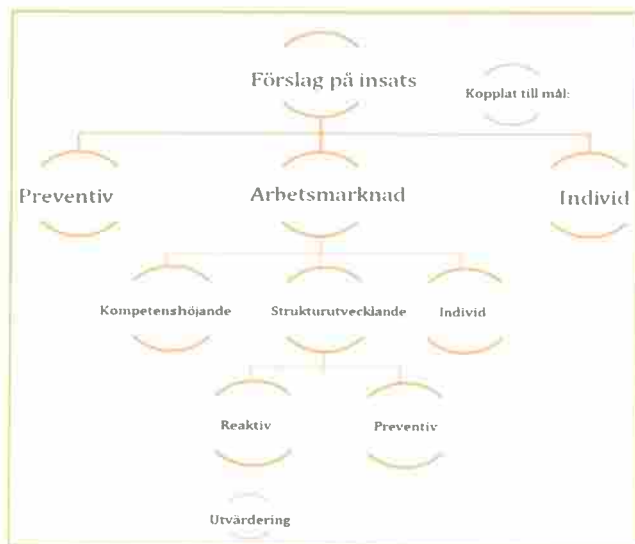 Förslag på insats
Kopplat till mål:
Preventiv
Arbetsmarknad
Individ
Kompetenshöjande
Strukturutvecklande
Individ
Reaktiv
Preventiv
Utvärdering